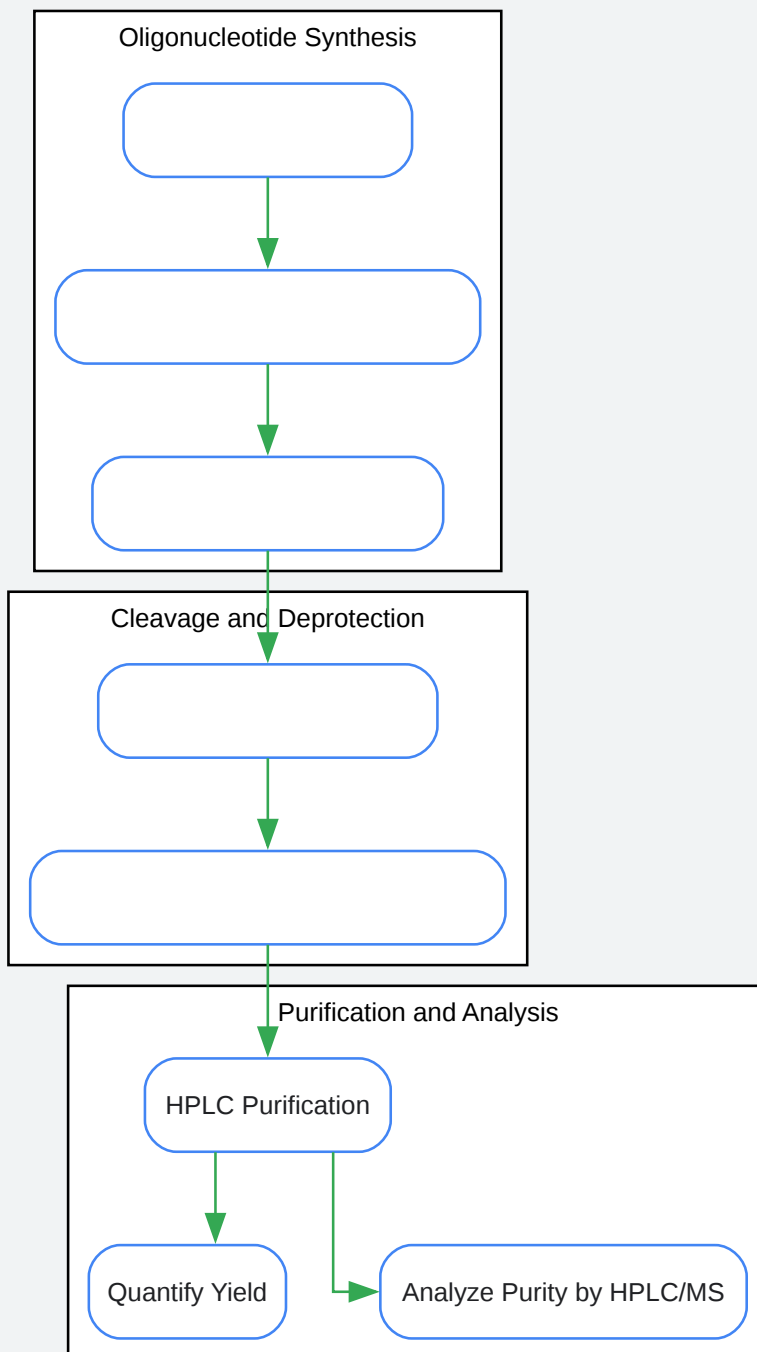 Oligonucleotide Synthesis
Cleavage and Deprotection
Purification and Analysis
HPLC Purification
Quantify Yield
Analyze Purity by HPLC/MS